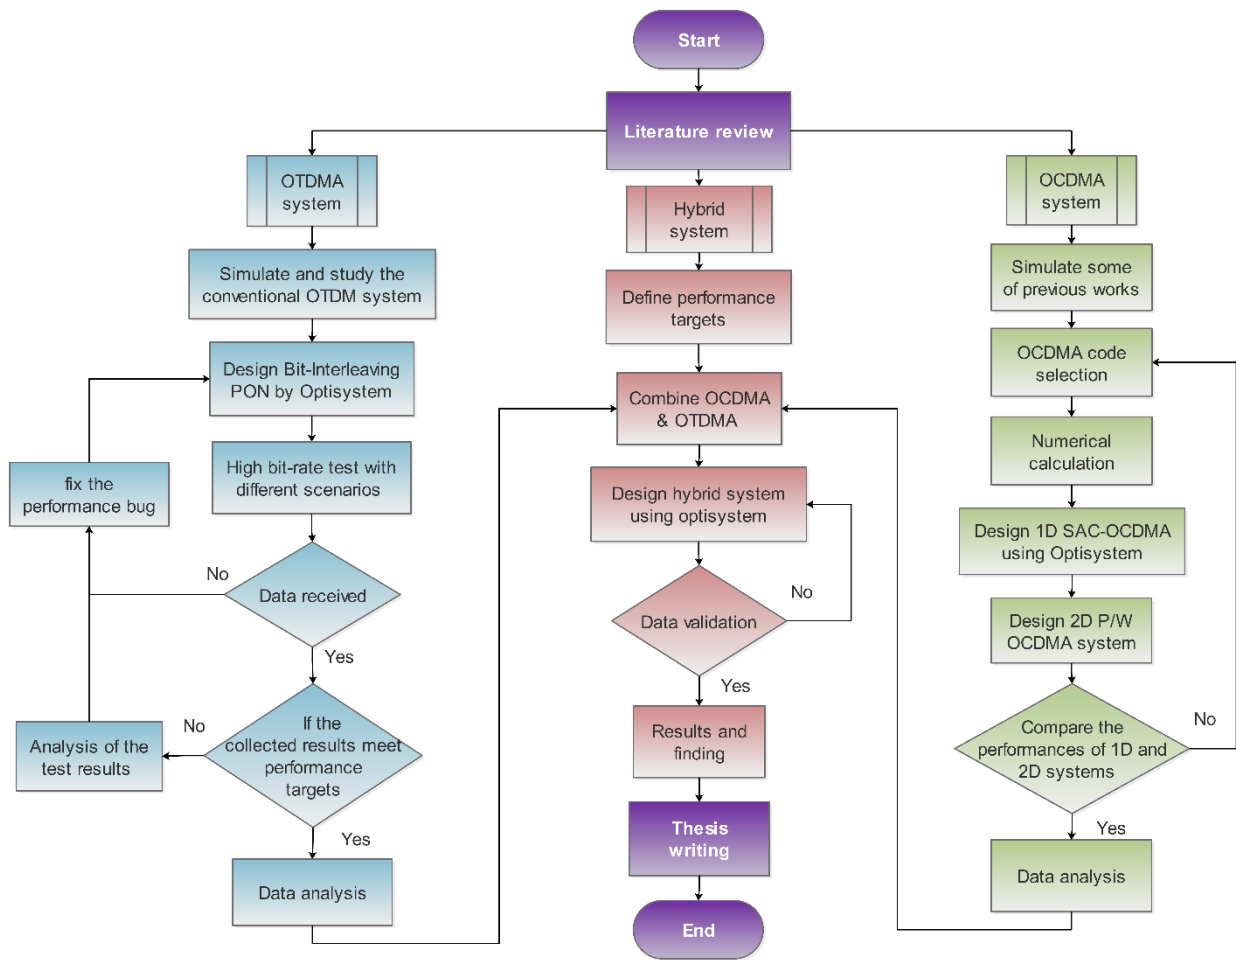 Start
Literature review
OTDMA
system
Simulate and study the
conventional OTDM system
Design Bit-Interleaving
PON by Optisystem
High bit-rate test with
different scenarios
fix the
performance bug
No
Data received
Yes
If the
collected results meet
performance
targets
No
Analysis of the
test results
Yes
Data analysis
Hybrid
system
Define performance
targets
Combine OCDMA
& OTDMA
Design hybrid system
using optisystem
No
Data validation
Yes
Results and
finding
Thesis
writing
End
OCDMA
system
Simulate some
of previous works
OCDMA code
selection
Numerical
calculation
Design 1D SAC-OCDMA
using Optisystem
Design 2D P/W
OCDMA system
Compare the
performances of 1D and
2D systems
No
Yes
Data analysis